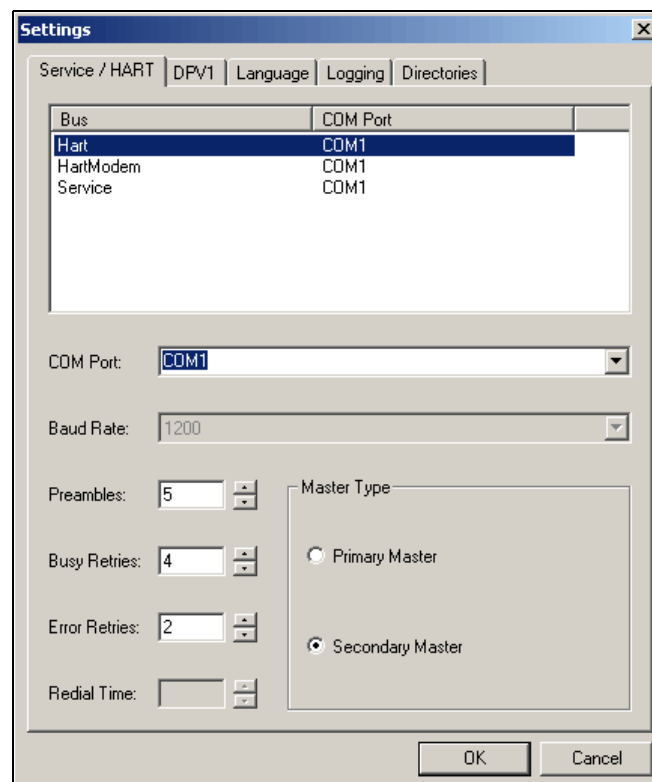 Settings
Service / HART DPV1 Language Logging Directories
Bus COM Port
Hart COM1
HartModem COM1
Service COM1
COM Port: COM1
Baud Rate: 1200
Preambles: 5
Master Type
Primary Master
Busy Retries: 4
Error Retries: 2
Secondary Master
Redial Time:
OK Cancel